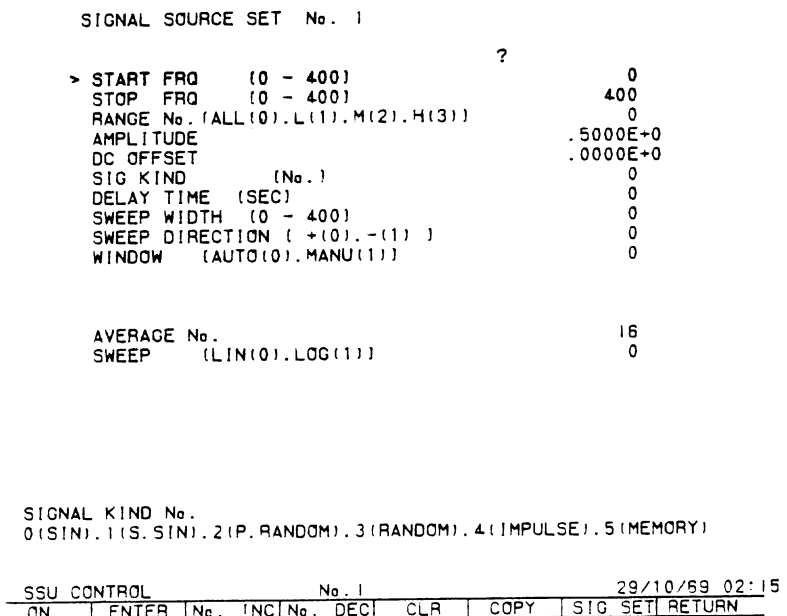 SIGNAL SOURCE SET No. 1
?
> START FRQ (0 - 400) 0
STOP FRQ (0 - 400) 400
RANGE No. (ALL(0).L(1).M(2).H(3)) 0
AMPLITUDE .5000E+0
DC OFFSET .0000E+0
SIG KIND (No.) 0
DELAY TIME (SEC) 0
SWEEP WIDTH (0 - 400) 0
SWEEP DIRECTION ( +(0).-(1) ) 0
WINDOW (AUTO(0).MANU(1)) 0
AVERAGE No. 16
SWEEP (LIN(0).LOG(1)) 0
SIGNAL KIND No.
0(SIN).1(S.SIN).2(P.RANDOM).3(RANDOM).4(IMPULSE).5(MEMORY)
SSU CONTROL No. 1 29/10/69 02:15
ON | ENTER | No. INC | No. DEC | CLR | COPY | SIG SET | RETURN